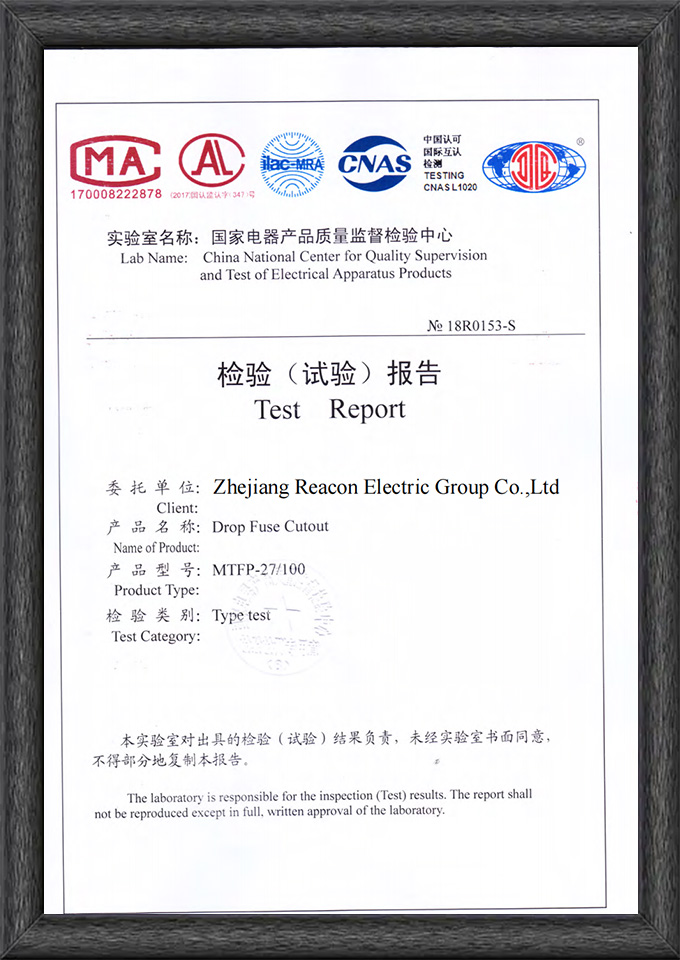 MA
AL
ilac-MRA
CNAS
中国认可
国际互认
检测
TESTING
CNAS L1020
®
170008222878
(2017)国认监认字(347)号
实验室名称：国家电器产品质量监督检验中心
Lab Name: China National Center for Quality Supervision
and Test of Electrical Apparatus Products
№ 18R0153-S
检验（试验）报告
Test Report
委托单位: Zhejiang Reacon Electric Group Co.,Ltd
Client:
产品名称: Drop Fuse Cutout
Name of Product:
产品型号: MTFP-27/100
Product Type:
检验类别: Type test
Test Category:
本实验室对出具的检验（试验）结果负责，未经实验室书面同意，
不得部分地复制本报告。
The laboratory is responsible for the inspection (Test) results. The report shall
not be reproduced except in full, written approval of the laboratory.